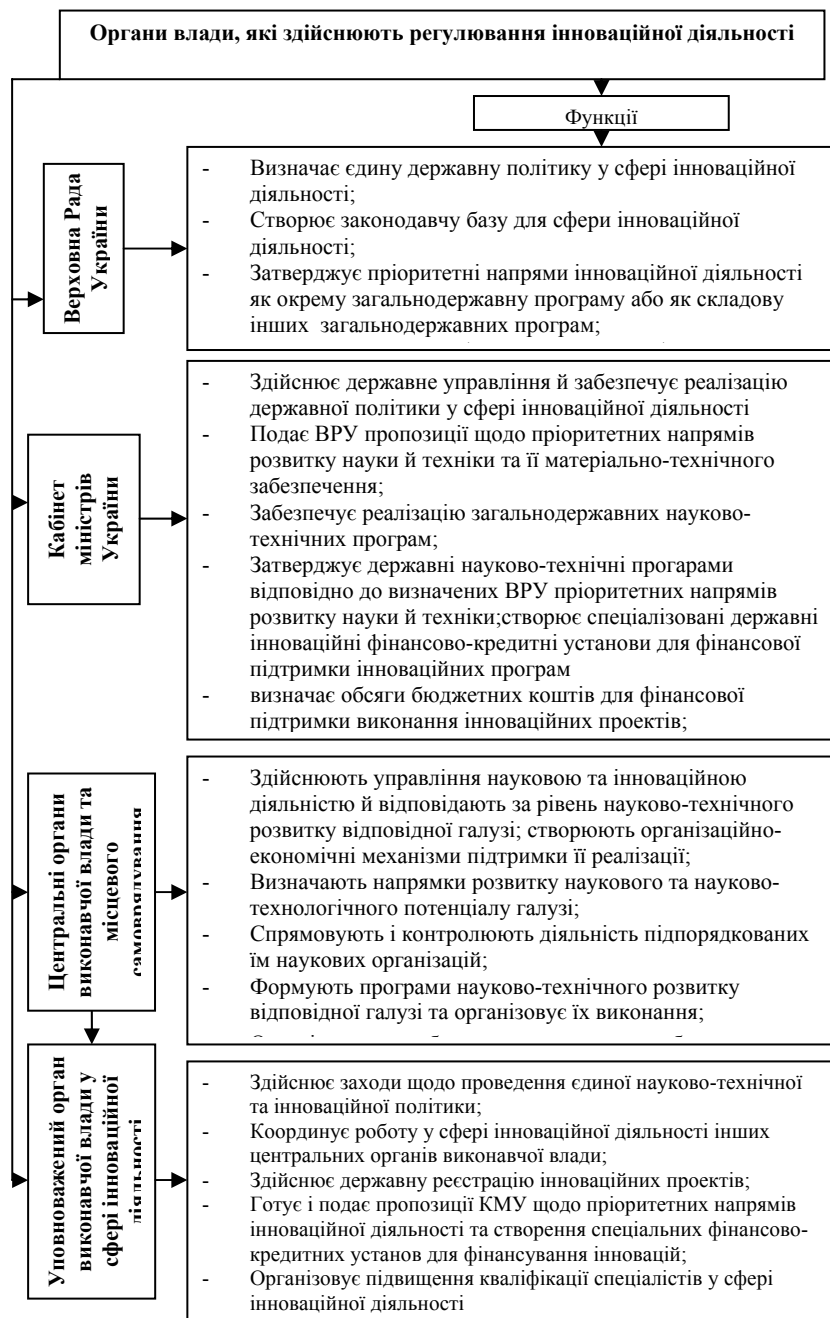 Органи влади, які здійснюють регулювання інноваційної діяльності
Функції
Верховна Рада
України
- Визначає єдину державну політику у сфері інноваційної
діяльності;
- Створює законодавчу базу для сфери інноваційної
діяльності;
- Затверджує пріоритетні напрями інноваційної діяльності
як окрему загальнодержавну програму або як складову
інших загальнодержавних програм;
Кабінет
міністрів
України
- Здійснює державне управління й забезпечує реалізацію
державної політики у сфері інноваційної діяльності
- Подає ВРУ пропозиції щодо пріоритетних напрямів
розвитку науки й техніки та її матеріально-технічного
забезпечення;
- Забезпечує реалізацію загальнодержавних науково-
технічних програм;
- Затверджує державні науково-технічні прогарами
відповідно до визначених ВРУ пріоритетних напрямів
розвитку науки й техніки;створює спеціалізовані державні
інноваційні фінансово-кредитні установи для фінансової
підтримки інноваційних програм
- визначає обсяги бюджетних коштів для фінансової
підтримки виконання інноваційних проектів;
Центральні органи
виконавчої влади та
місцевого
самоврядування
- Здійснюють управління науковою та інноваційною
діяльністю й відповідають за рівень науково-технічного
розвитку відповідної галузі; створюють організаційно-
економічні механізми підтримки її реалізації;
- Визначають напрямки розвитку наукового та науково-
технологічного потенціалу галузі;
- Спрямовують і контролюють діяльність підпорядкованих
їм наукових організацій;
- Формують програми науково-технічного розвитку
відповідної галузі та організовує їх виконання;
Уповноважений орган
виконавчої влади у
сфері інноваційної
діяльності
- Здійснює заходи щодо проведення єдиної науково-технічної
та інноваційної політики;
- Координує роботу у сфері інноваційної діяльності інших
центральних органів виконавчої влади;
- Здійснює державну реєстрацію інноваційних проектів;
- Готує і подає пропозиції КМУ щодо пріоритетних напрямів
інноваційної діяльності та створення спеціальних фінансово-
кредитних установ для фінансування інновацій;
- Організовує підвищення кваліфікації спеціалістів у сфері
інноваційної діяльності